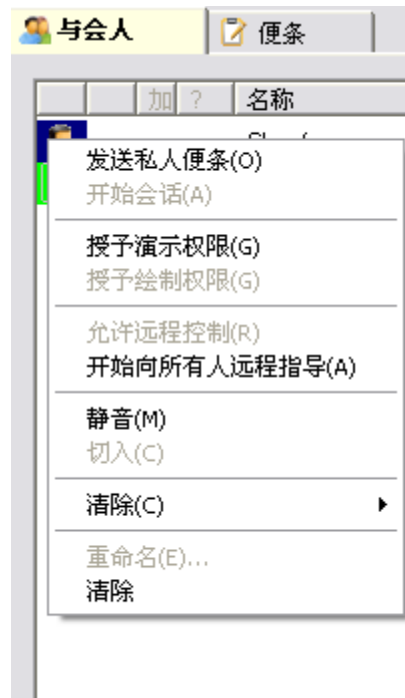 与会人
便条
加 ? 名称
发送私人便条(O)
开始会话(A)
授予演示权限(G)
授予绘制权限(G)
允许远程控制(R)
开始向所有人远程指导(A)
静音(M)
切入(C)
清除(C)
重命名(E)...
清除